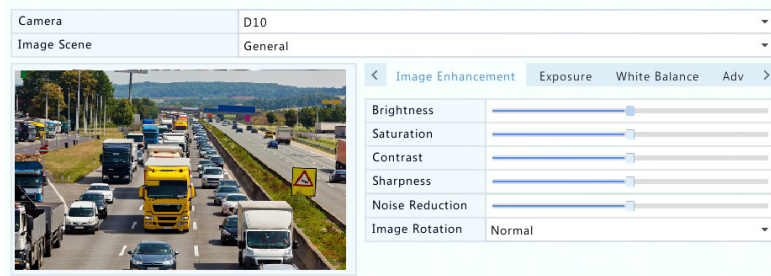 Camera D10
Image Scene General
< Image Enhancement Exposure White Balance Adv >
Brightness
Saturation
Contrast
Sharpness
Noise Reduction
Image Rotation Normal